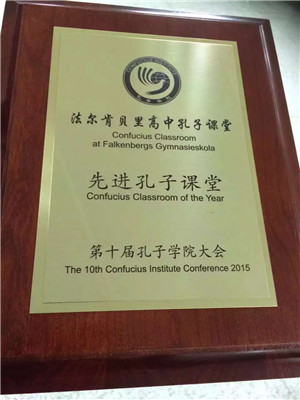 法尔肯贝里高中孔子课堂
Confucius Classroom
at Falkenbergs Gymnasieskola
先进孔子课堂
Confucius Classroom of the Year
第十届孔子学院大会
The 10th Confucius Institute Conference 2015